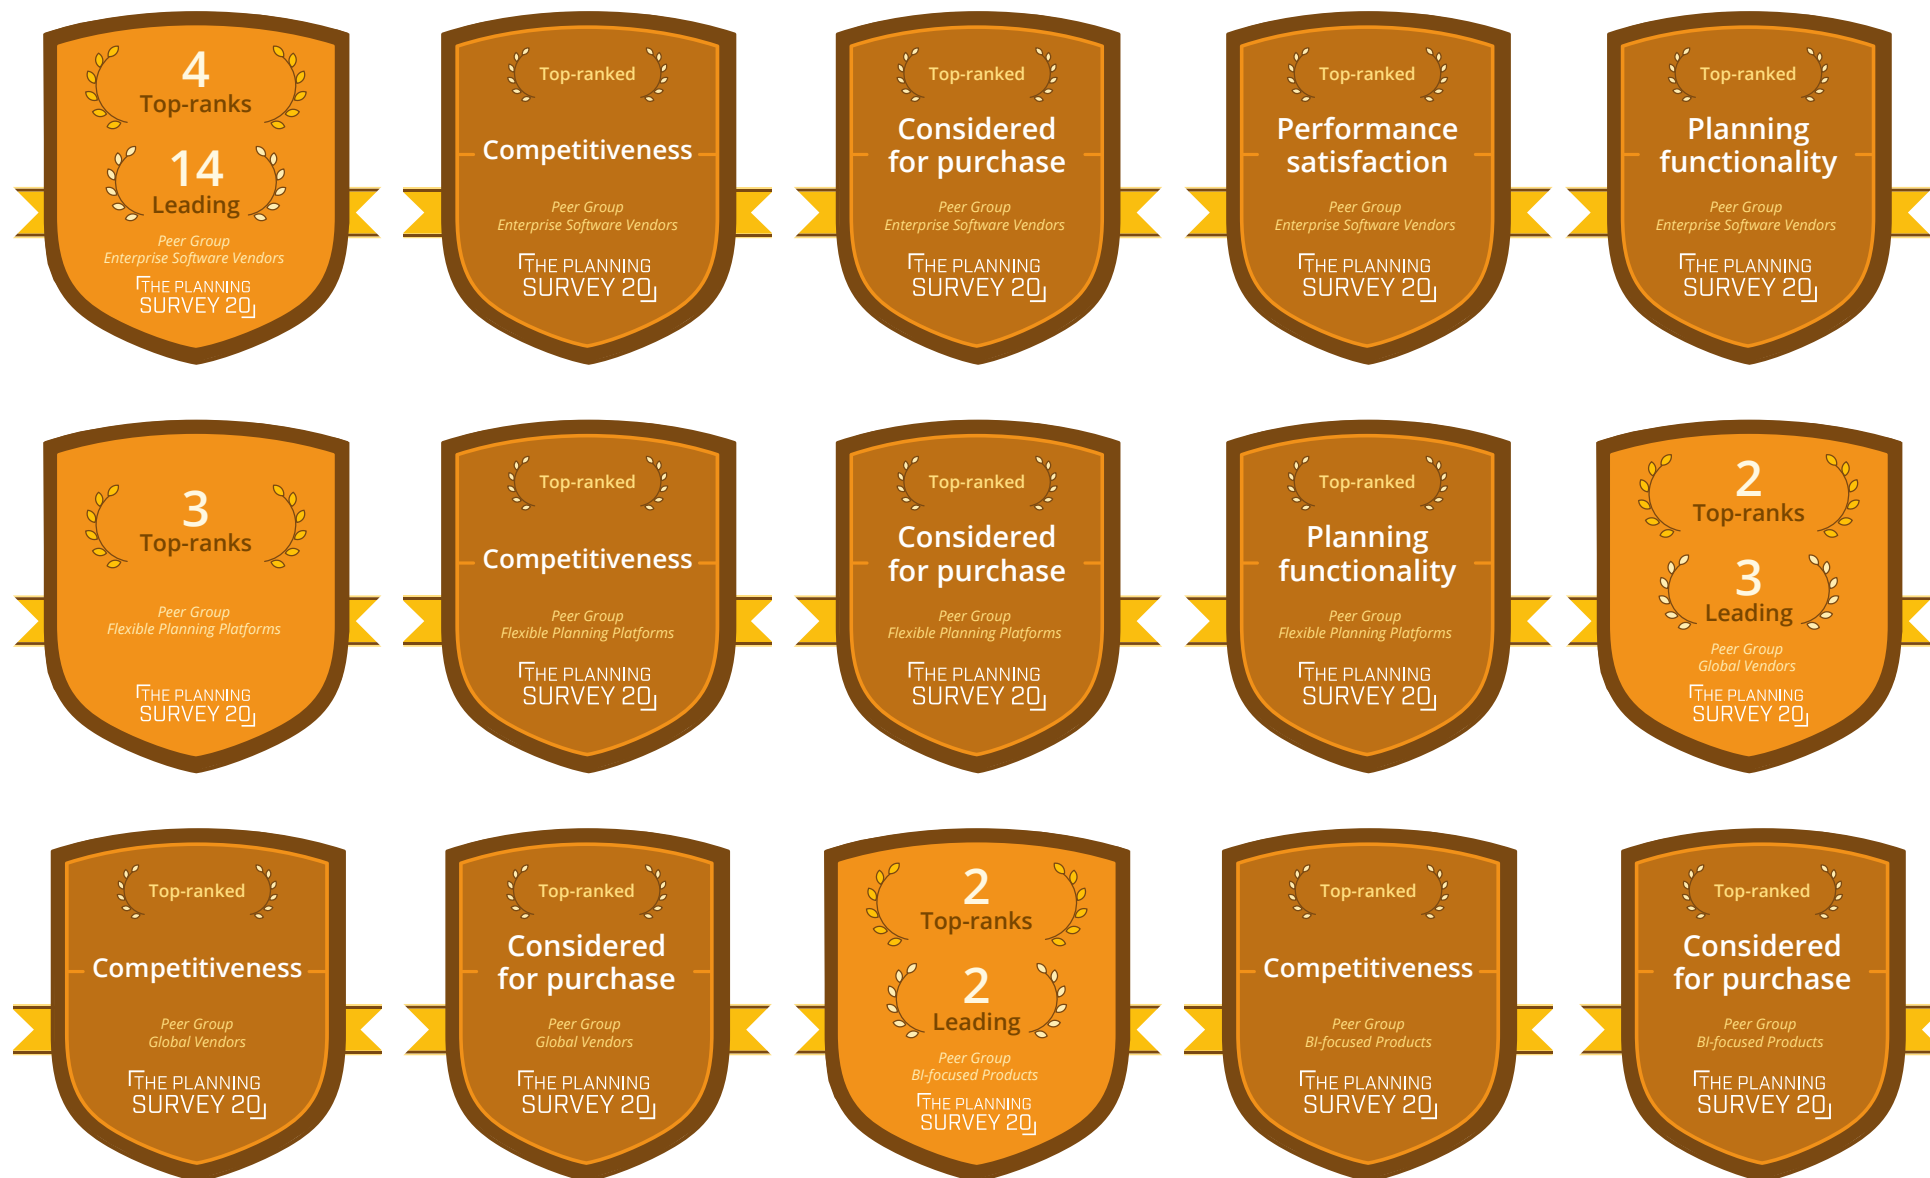 4
Top-ranks
14
Leading
Peer Group
Enterprise Software Vendors
THE PLANNING
SURVEY 20
Top-ranked
Competitiveness
Peer Group
Enterprise Software Vendors
THE PLANNING
SURVEY 20
Top-ranked
Considered
for purchase
Peer Group
Enterprise Software Vendors
THE PLANNING
SURVEY 20
Top-ranked
Performance
satisfaction
Peer Group
Enterprise Software Vendors
THE PLANNING
SURVEY 20
Top-ranked
Planning
functionality
Peer Group
Enterprise Software Vendors
THE PLANNING
SURVEY 20
3
Top-ranks
Peer Group
Flexible Planning Platforms
THE PLANNING
SURVEY 20
Top-ranked
Competitiveness
Peer Group
Flexible Planning Platforms
THE PLANNING
SURVEY 20
Top-ranked
Considered
for purchase
Peer Group
Flexible Planning Platforms
THE PLANNING
SURVEY 20
Top-ranked
Planning
functionality
Peer Group
Flexible Planning Platforms
THE PLANNING
SURVEY 20
2
Top-ranks
3
Leading
Peer Group
Global Vendors
THE PLANNING
SURVEY 20
Top-ranked
Competitiveness
Peer Group
Global Vendors
THE PLANNING
SURVEY 20
Top-ranked
Considered
for purchase
Peer Group
Global Vendors
THE PLANNING
SURVEY 20
2
Top-ranks
2
Leading
Peer Group
BI-focused Products
THE PLANNING
SURVEY 20
Top-ranked
Competitiveness
Peer Group
BI-focused Products
THE PLANNING
SURVEY 20
Top-ranked
Considered
for purchase
Peer Group
BI-focused Products
THE PLANNING
SURVEY 20